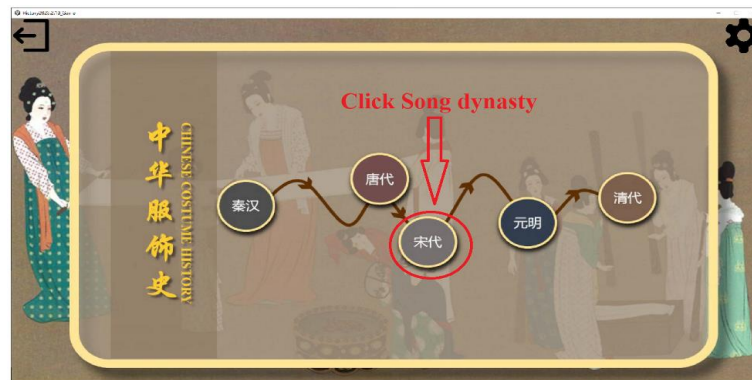 Click Song dynasty
中华服饰史
CHINESE COSTUME HISTORY
秦汉
唐代
宋代
元明
清代